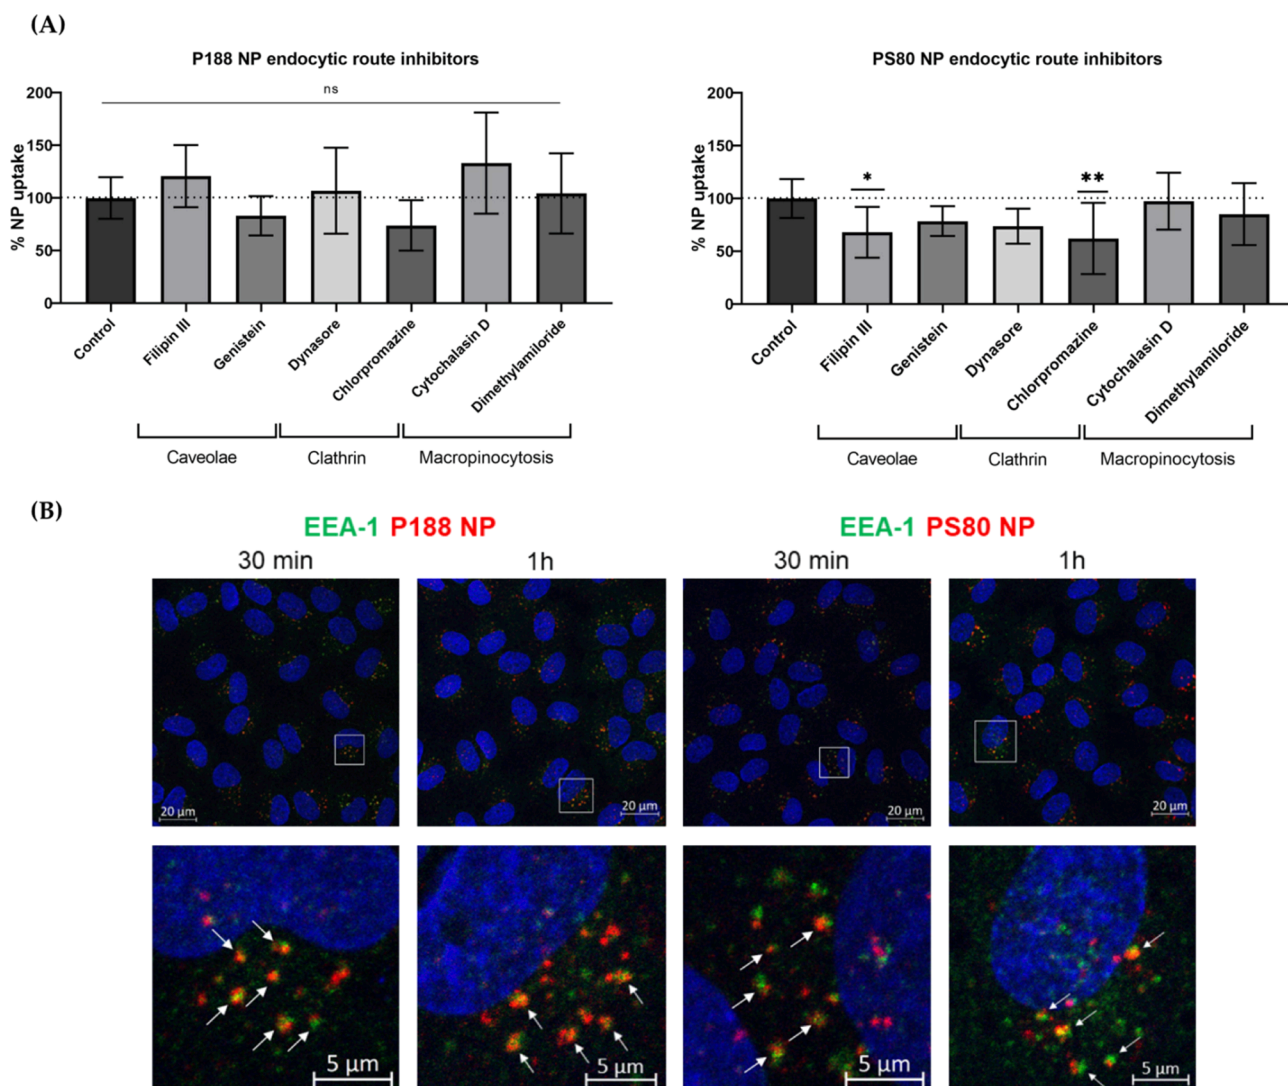 (A)
P188 NP endocytic route inhibitors
200
150
100
50
0
% NP uptake
ns
Control
Filipin III
Genistein
Dynasore
Chlorpromazine
Cytochalasin D
Dimethylamiloride
Caveolae
Clathrin
Macropinocytosis
PS80 NP endocytic route inhibitors
200
150
100
50
0
% NP uptake
*
**
Control
Filipin III
Genistein
Dynasore
Chlorpromazine
Cytochalasin D
Dimethylamiloride
Caveolae
Clathrin
Macropinocytosis
(B)
EEA-1 P188 NP
EEA-1 PS80 NP
30 min
1h
30 min
1h
20 µm
20 µm
20 µm
20 µm
5 µm
5 µm
5 µm
5 µm